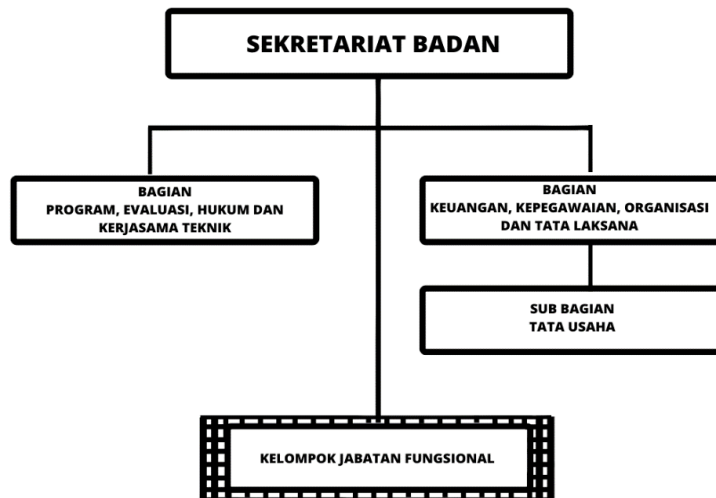 SEKRETARIAT BADAN
BAGIAN
PROGRAM, EVALUASI, HUKUM DAN
KERJASAMA TEKNIK
BAGIAN
KEUANGAN, KEPEGAWAIAN, ORGANISASI
DAN TATA LAKSANA
SUB BAGIAN
TATA USAHA
KELOMPOK JABATAN FUNGSIONAL